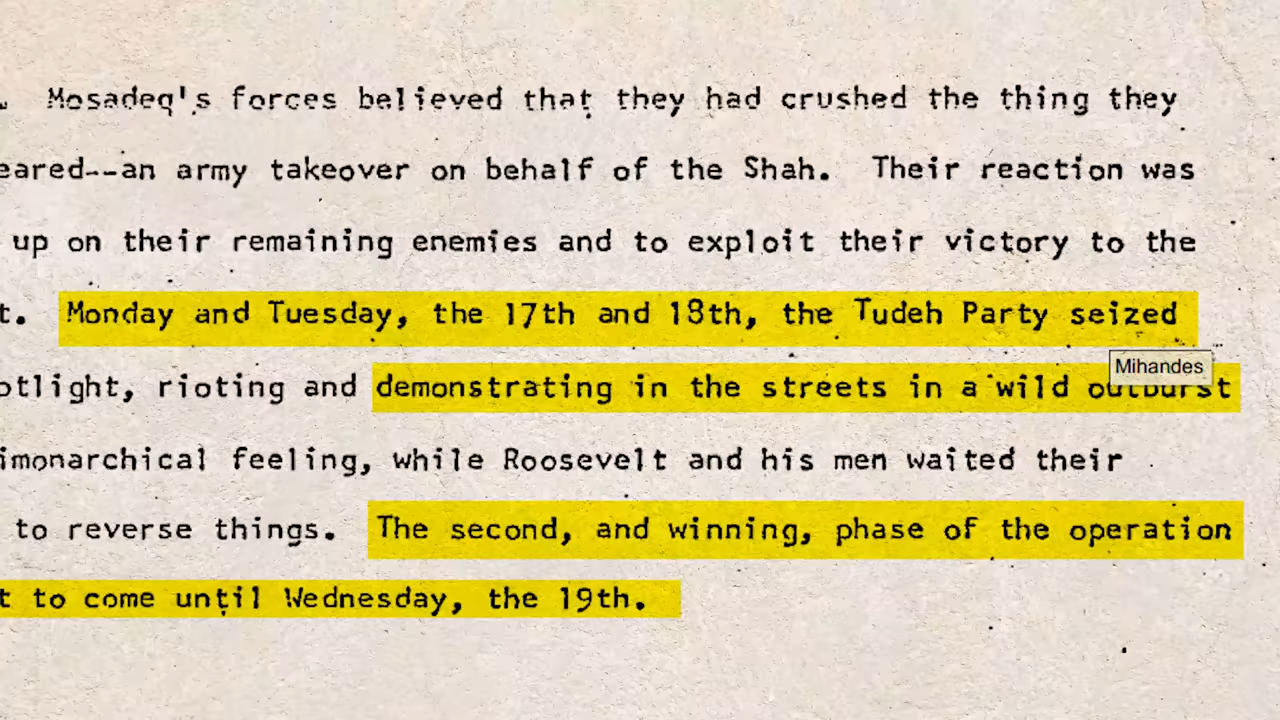 Mosadeq's forces believed that they had crushed the thing they
eared--an army takeover on behalf of the Shah. Their reaction was
up on their remaining enemies and to exploit their victory to the
t. Monday and Tuesday, the 17th and 18th, the Tudeh Party seized
Mihandes
otlight, rioting and demonstrating in the streets in a wild outburst
imonarchical feeling, while Roosevelt and his men waited their
to reverse things. The second, and winning, phase of the operation
t to come until Wednesday, the 19th.